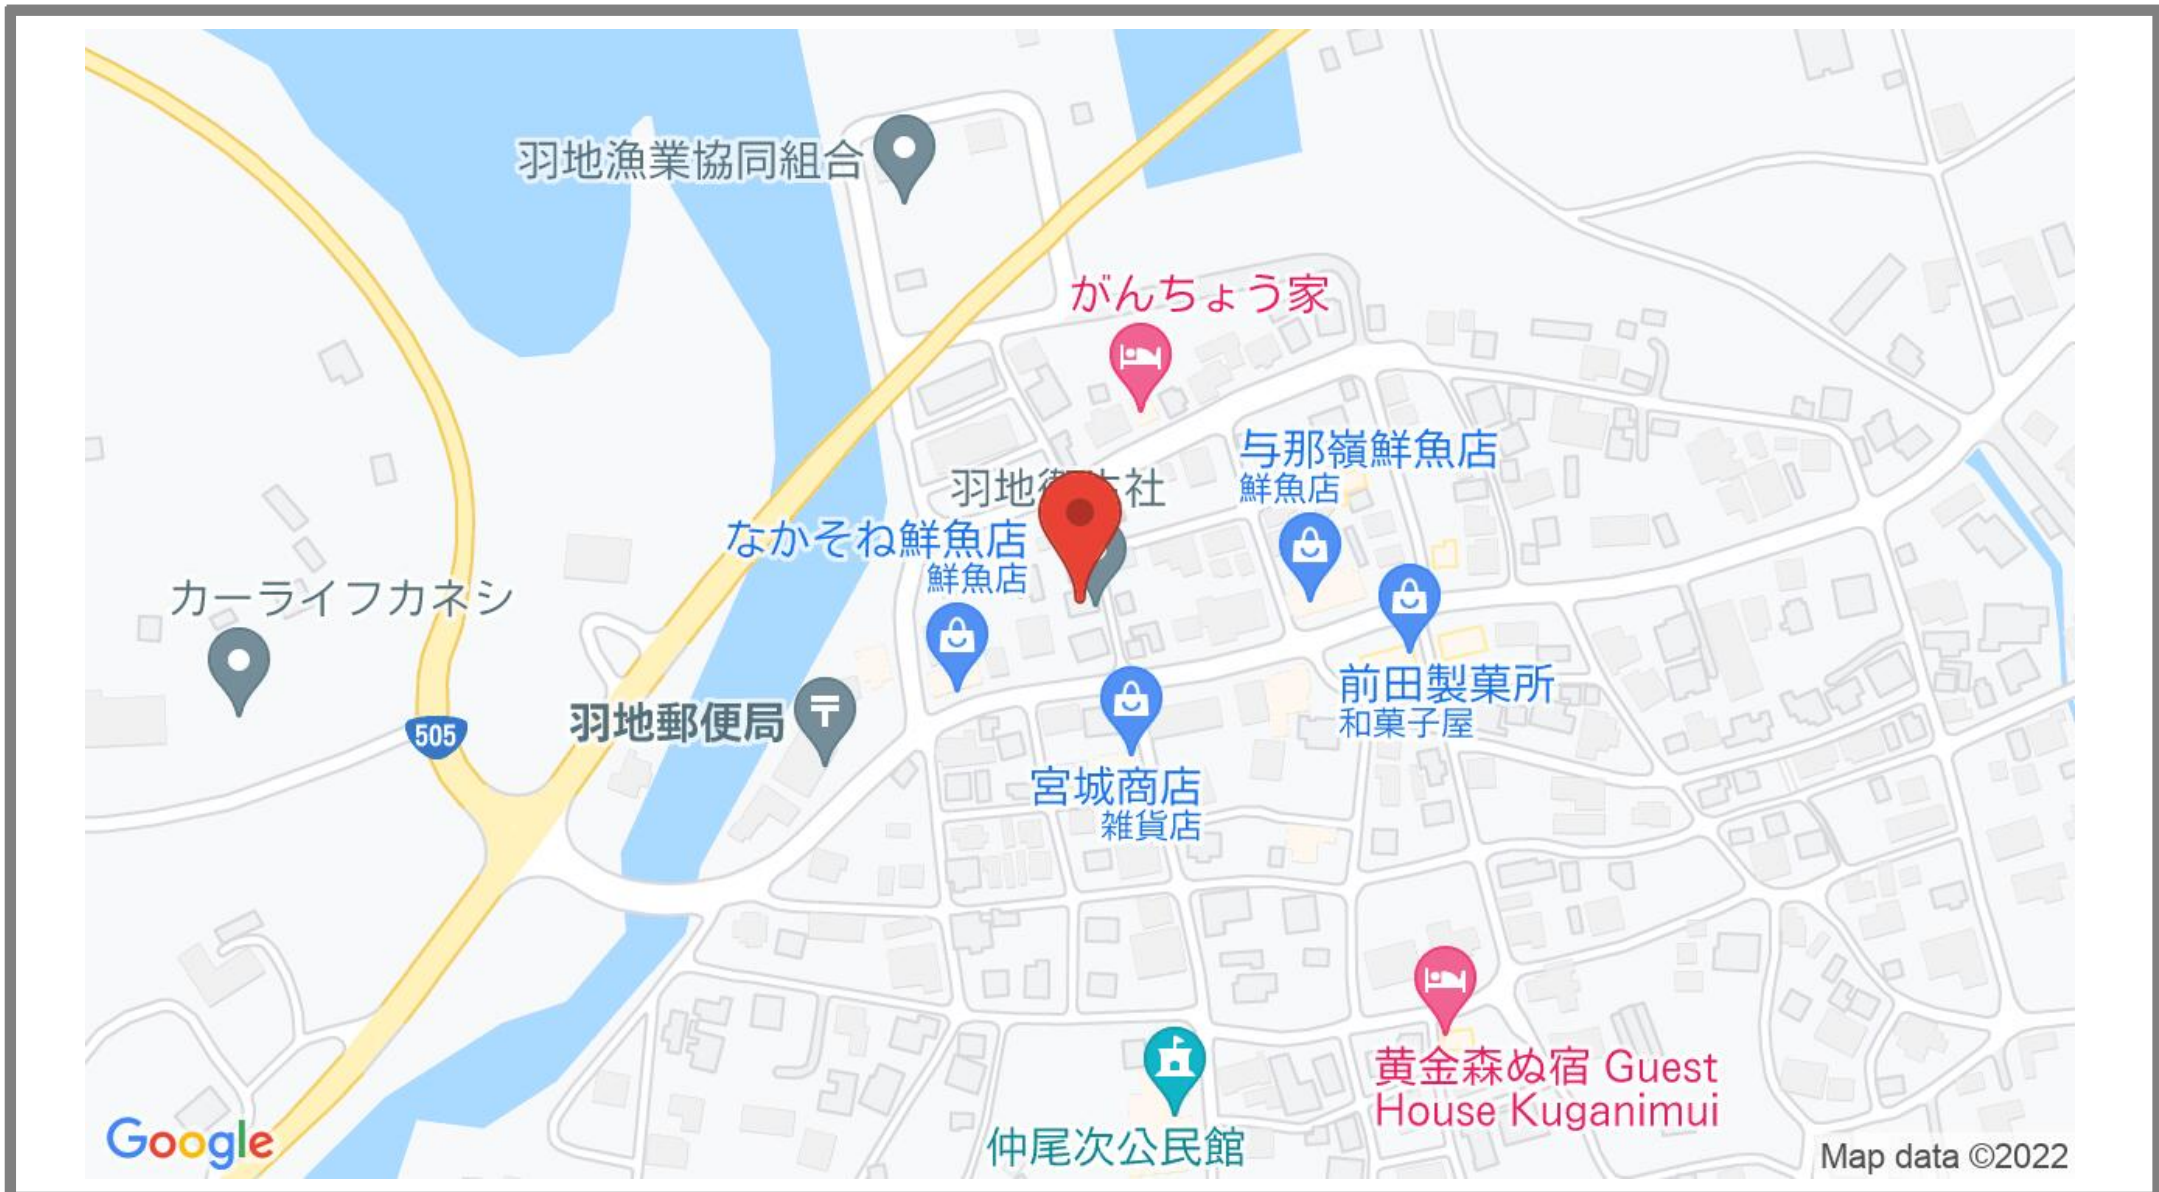 羽地漁業協同組合
がんちょう家
与那嶺鮮魚店
鮮魚店
羽地衛生社
なかそね鮮魚店
鮮魚店
カーライフカネシ
前田製菓所
和菓子屋
羽地郵便局
505
宮城商店
雑貨店
黄金森ぬ宿 Guest
House Kuganimui
仲尾次公民館
Google
Map data ©2022